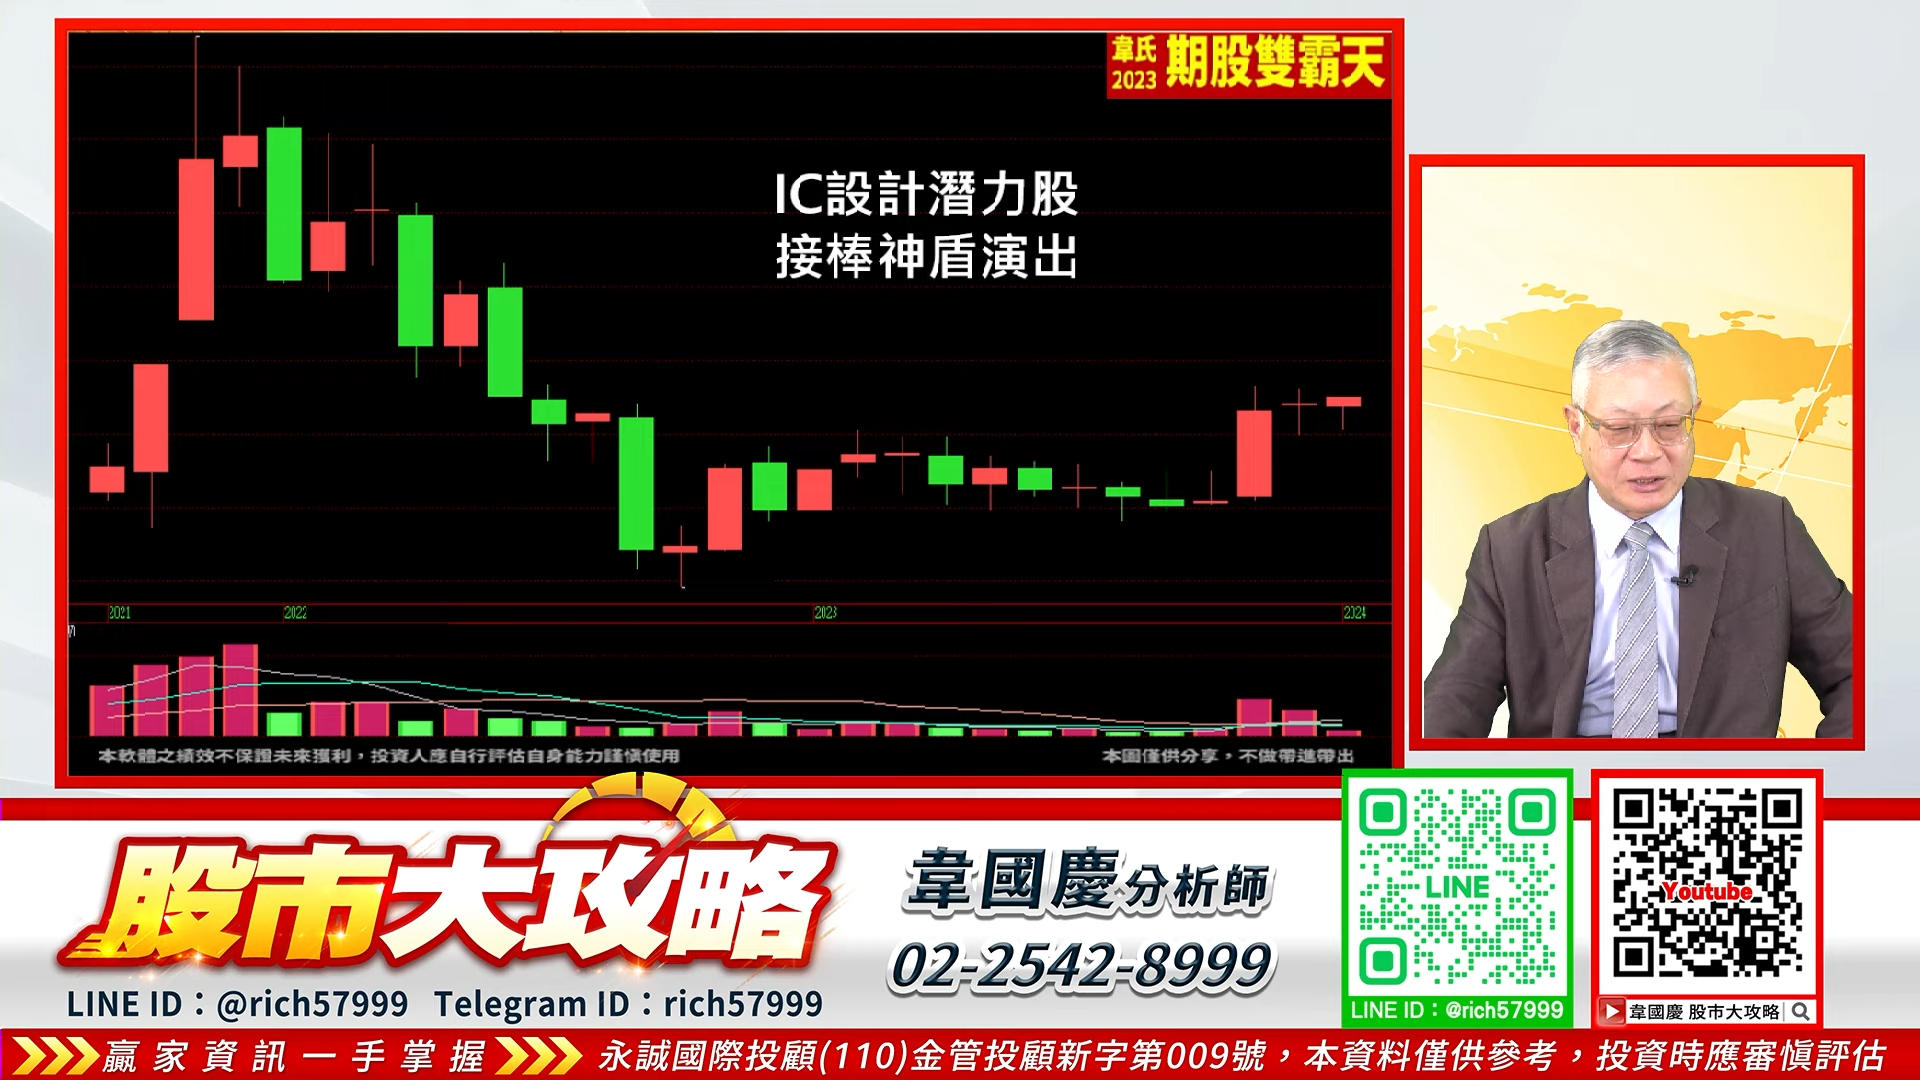 韋氏
2023
期股雙霸天
IC設計潛力股
接棒神盾演出
2021
2022
2023
2024
本軟體之績效不保證未來獲利，投資人應自行評估自身能力謹慎使用
本圖僅供分享，不做帶進帶出
股市大攻略
LINE ID：@rich57999
Telegram ID：rich57999
韋國慶分析師
02-2542-8999
LINE
LINE ID：@rich57999
Youtube
韋國慶 股市大攻略
贏家資訊一手掌握
永誠國際投顧(110)金管投顧新字第009號，本資料僅供參考，投資時應審慎評估